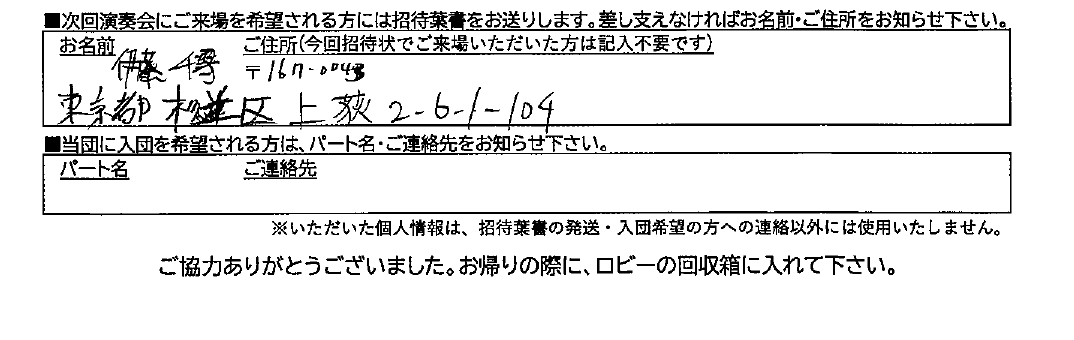 ■次回演奏会にご来場を希望される方には招待葉書をお送りします。差し支えなければお名前・ご住所をお知らせ下さい。
お名前 ご住所(今回招待状でご来場いただいた方は記入不要です)
伊藤 〒167-0043
東京都杉並区上荻2-6-1-104
■当団に入団を希望される方は、パート名・ご連絡先をお知らせ下さい。
パート名 ご連絡先
※いただいた個人情報は、招待葉書の発送・入団希望の方への連絡以外には使用いたしません。
ご協力ありがとうございました。お帰りの際に、ロビーの回収箱に入れて下さい。